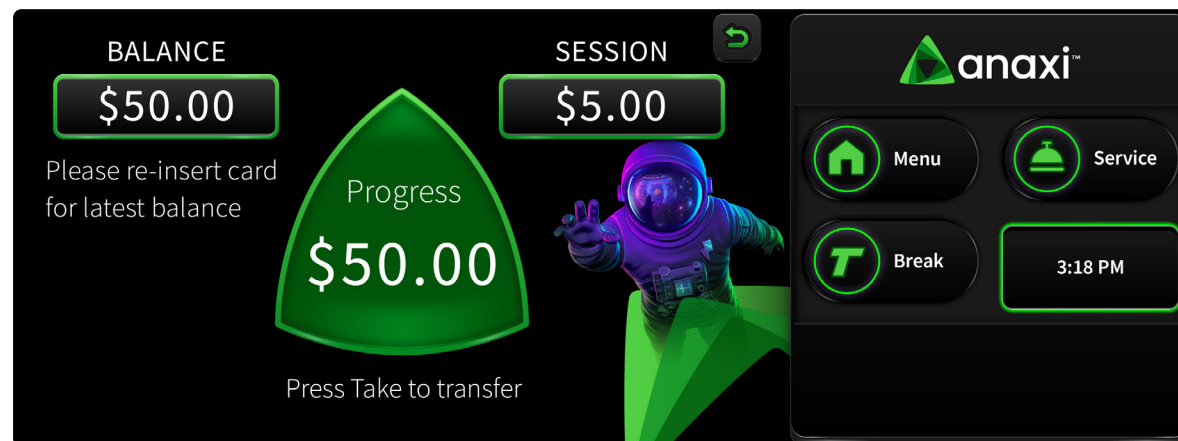 BALANCE
$50.00
Please re-insert card
for latest balance
Progress
$50.00
Press Take to transfer
SESSION
$5.00
anaxi™
Menu
Service
T
Break
3:18 PM